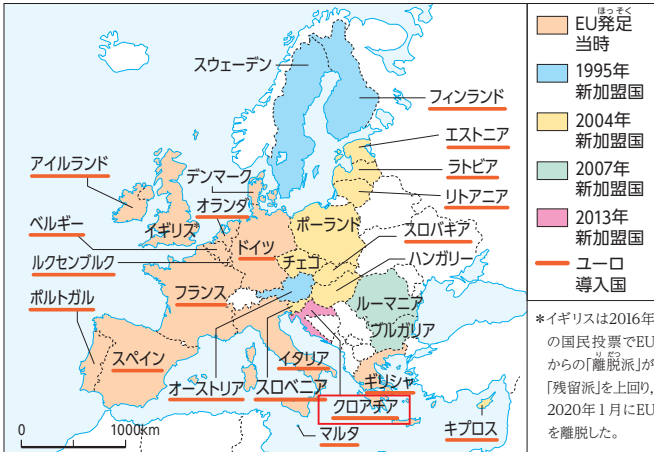 スウェーデン
フィンランド
エストニア
ラトビア
リトアニア
アイルランド
デンマーク
オランダ
イギリス*
ベルギー
ルクセンブルク
ドイツ
ポーランド
スロバキア
チェコ
ハンガリー
ポルトガル
フランス
ルーマニア
ブルガリア
スペイン
イタリア
オーストリア
スロベニア
ギリシャ
クロアチア
マルタ
キプロス
0 1000km
ほっそく
EU発足
当時
1995年
新加盟国
2004年
新加盟国
2007年
新加盟国
2013年
新加盟国
ユーロ
導入国
*イギリスは2016年
の国民投票でEU
りだつ
からの「離脱派」が
「残留派」を上回り,
2020年1月にEU
を離脱した。